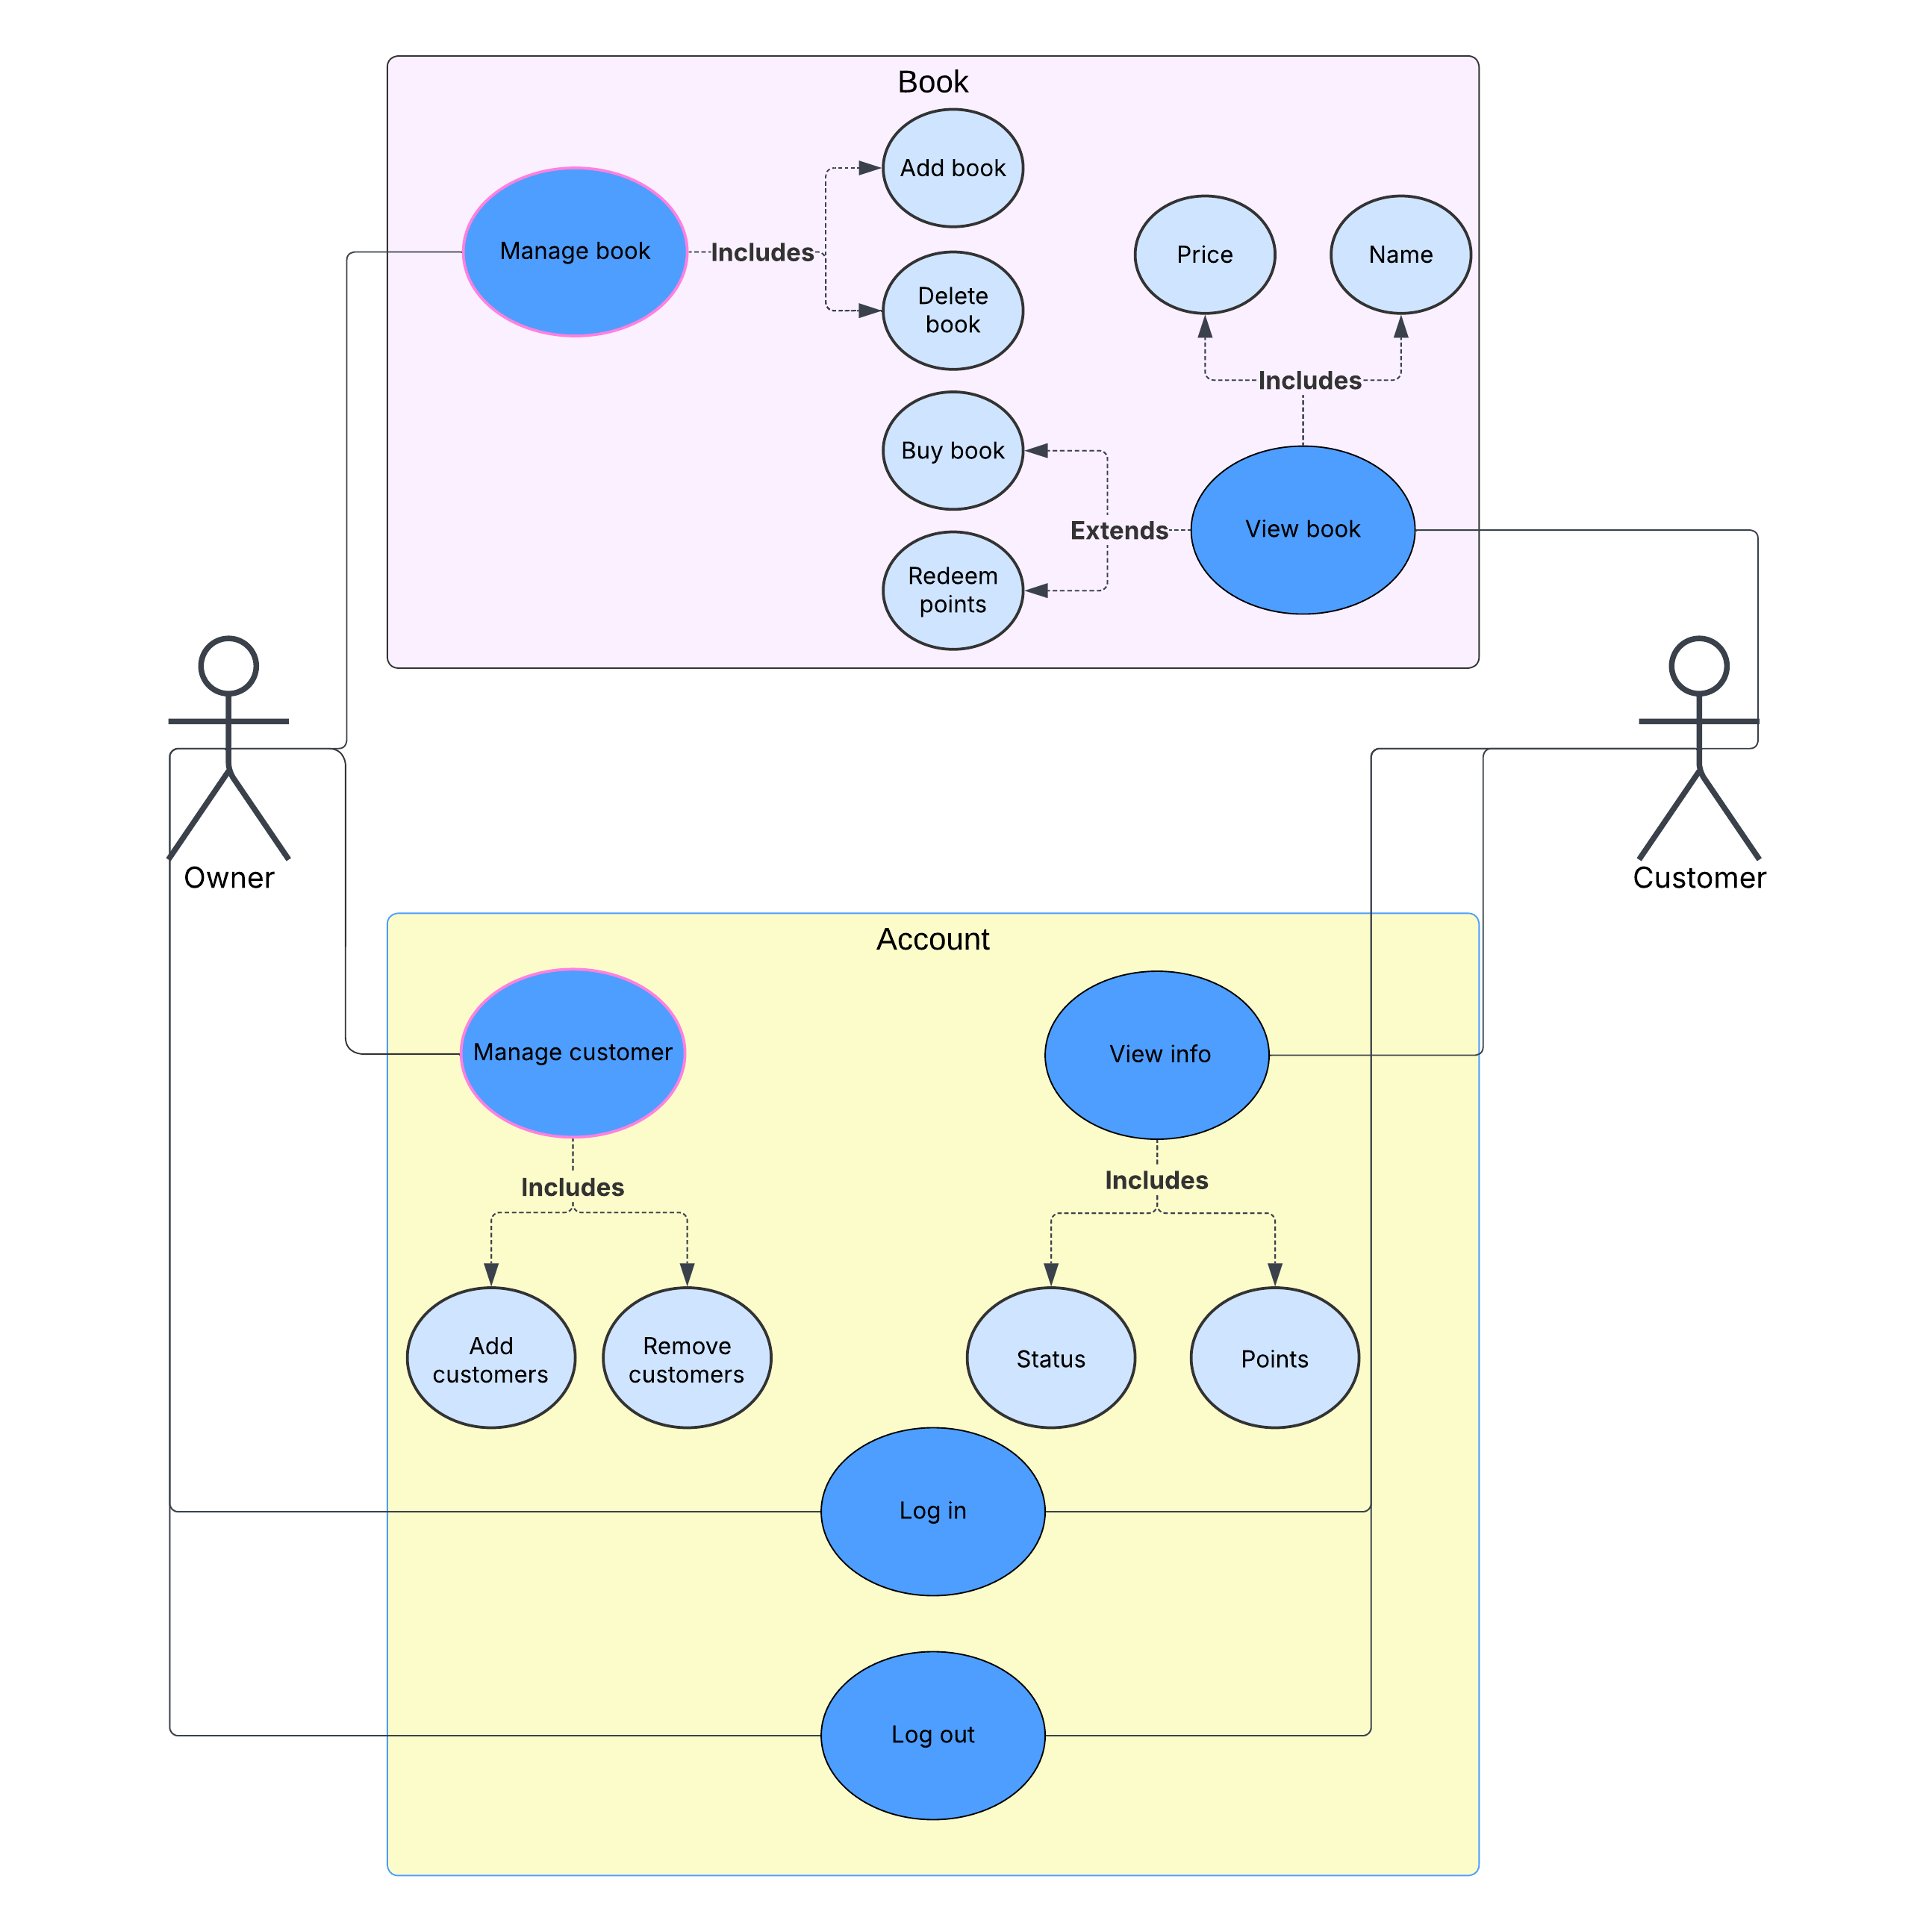 Book
Add book
Manage book
Includes
Delete
book
Price
Name
Includes
Buy book
Extends
View book
Redeem
points
Owner
Customer
Account
Manage customer
View info
Includes
Includes
Add
customers
Remove
customers
Status
Points
Log in
Log out